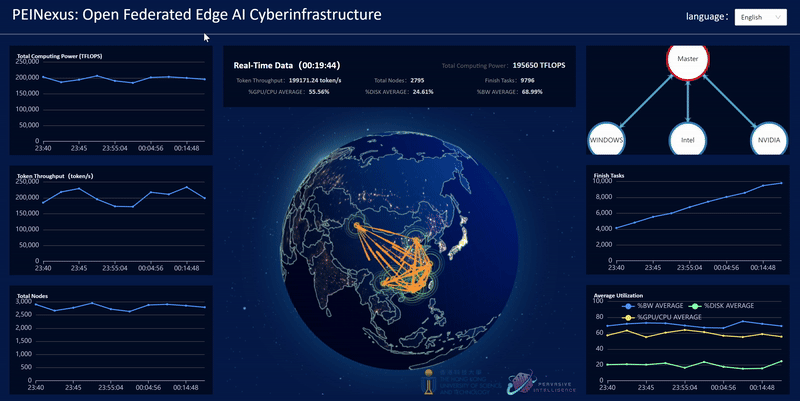 PEINexus: Open Federated Edge AI Cyberinfrastructure
language: English
Total Computing Power (TFLOPS)
250,000
200,000
150,000
100,000
50,000
0
23:40 23:45 23:55:04 00:04:56 00:14:48
Token Throughput (token/s)
250,000
200,000
150,000
100,000
50,000
0
23:40 23:45 23:55:04 00:04:56 00:14:48
Total Nodes
3,000
2,500
2,000
1,500
1,000
500
0
23:40 23:45 23:55:04 00:04:56 00:14:48
Real-Time Data (00:19:44)
Total Computing Power: 195650 TFLOPS
Token Throughput: 199171.24 token/s Total Nodes: 2795 Finish Tasks: 9796
%GPU/CPU AVERAGE: 55.56% %DISK AVERAGE: 24.61% %BW AVERAGE: 68.99%
THE HONG KONG
UNIVERSITY OF SCIENCE
AND TECHNOLOGY
PERVASIVE
INTELLIGENCE
Master
WINDOWS Intel NVIDIA
Finish Tasks
10,000
8,000
6,000
4,000
2,000
0
23:40 23:45 23:55:04 00:04:56 00:14:48
Average Utilization
%BW AVERAGE %DISK AVERAGE
%GPU/CPU AVERAGE
100
80
60
40
20
0
23:40 23:45 23:55:04 00:04:56 00:14:48